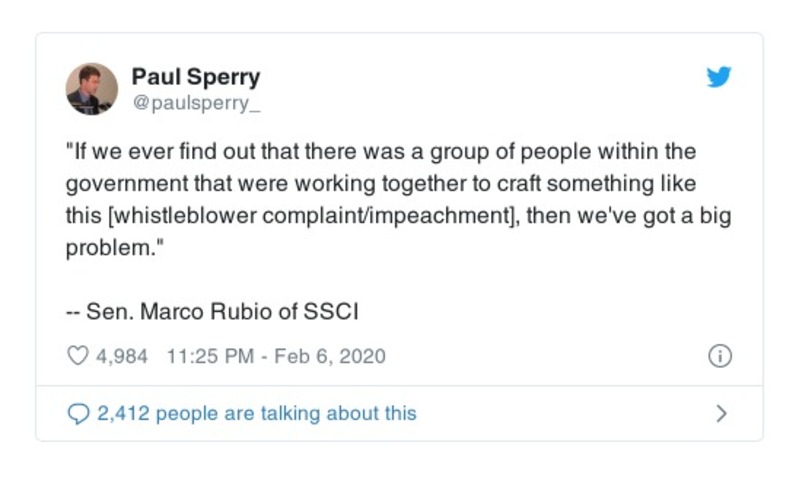 Paul Sperry
@paulsperry_
"If we ever find out that there was a group of people within the
government that were working together to craft something like
this [whistleblower complaint/impeachment], then we've got a big
problem."
-- Sen. Marco Rubio of SSCI
4,984 11:25 PM - Feb 6, 2020
2,412 people are talking about this